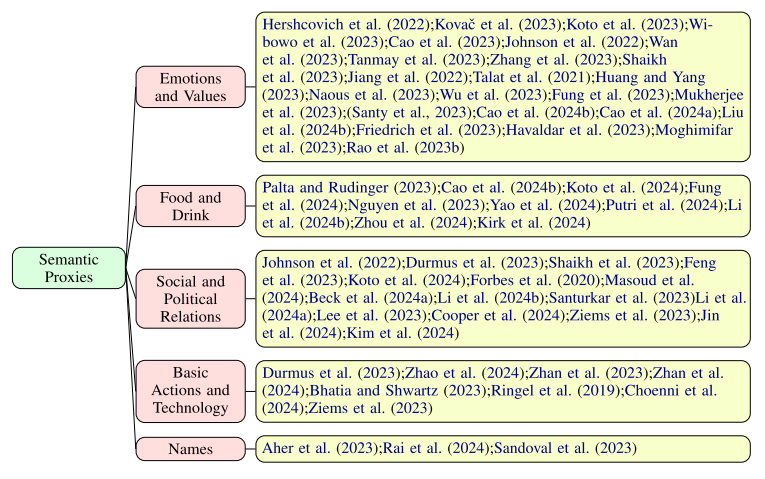 Semantic
Proxies
Emotions
and Values
Hershcovich et al. (2022);Kovač et al. (2023);Koto et al. (2023);Wi-
bowo et al. (2023);Cao et al. (2023);Johnson et al. (2022);Wan
et al. (2023);Tanmay et al. (2023);Zhang et al. (2023);Shaikh
et al. (2023);Jiang et al. (2022);Talat et al. (2021);Huang and Yang
(2023);Naous et al. (2023);Wu et al. (2023);Fung et al. (2023);Mukherjee
et al. (2023);(Santy et al., 2023);Cao et al. (2024b);Cao et al. (2024a);Liu
et al. (2024b);Friedrich et al. (2023);Havaldar et al. (2023);Moghimifar
et al. (2023);Rao et al. (2023b)
Food and
Drink
Palta and Rudinger (2023);Cao et al. (2024b);Koto et al. (2024);Fung
et al. (2024);Nguyen et al. (2023);Yao et al. (2024);Putri et al. (2024);Li
et al. (2024b);Zhou et al. (2024);Kirk et al. (2024)
Social and
Political
Relations
Johnson et al. (2022);Durmus et al. (2023);Shaikh et al. (2023);Feng
et al. (2023);Koto et al. (2024);Forbes et al. (2020);Masoud et al.
(2024);Beck et al. (2024a);Li et al. (2024b);Santurkar et al. (2023)Li et al.
(2024a);Lee et al. (2023);Cooper et al. (2024);Ziems et al. (2023);Jin
et al. (2024);Kim et al. (2024)
Basic
Actions and
Technology
Durmus et al. (2023);Zhao et al. (2024);Zhan et al. (2023);Zhan et al.
(2024);Bhatia and Shwartz (2023);Ringel et al. (2019);Choenni et al.
(2024);Ziems et al. (2023)
Names
Aher et al. (2023);Rai et al. (2024);Sandoval et al. (2023)